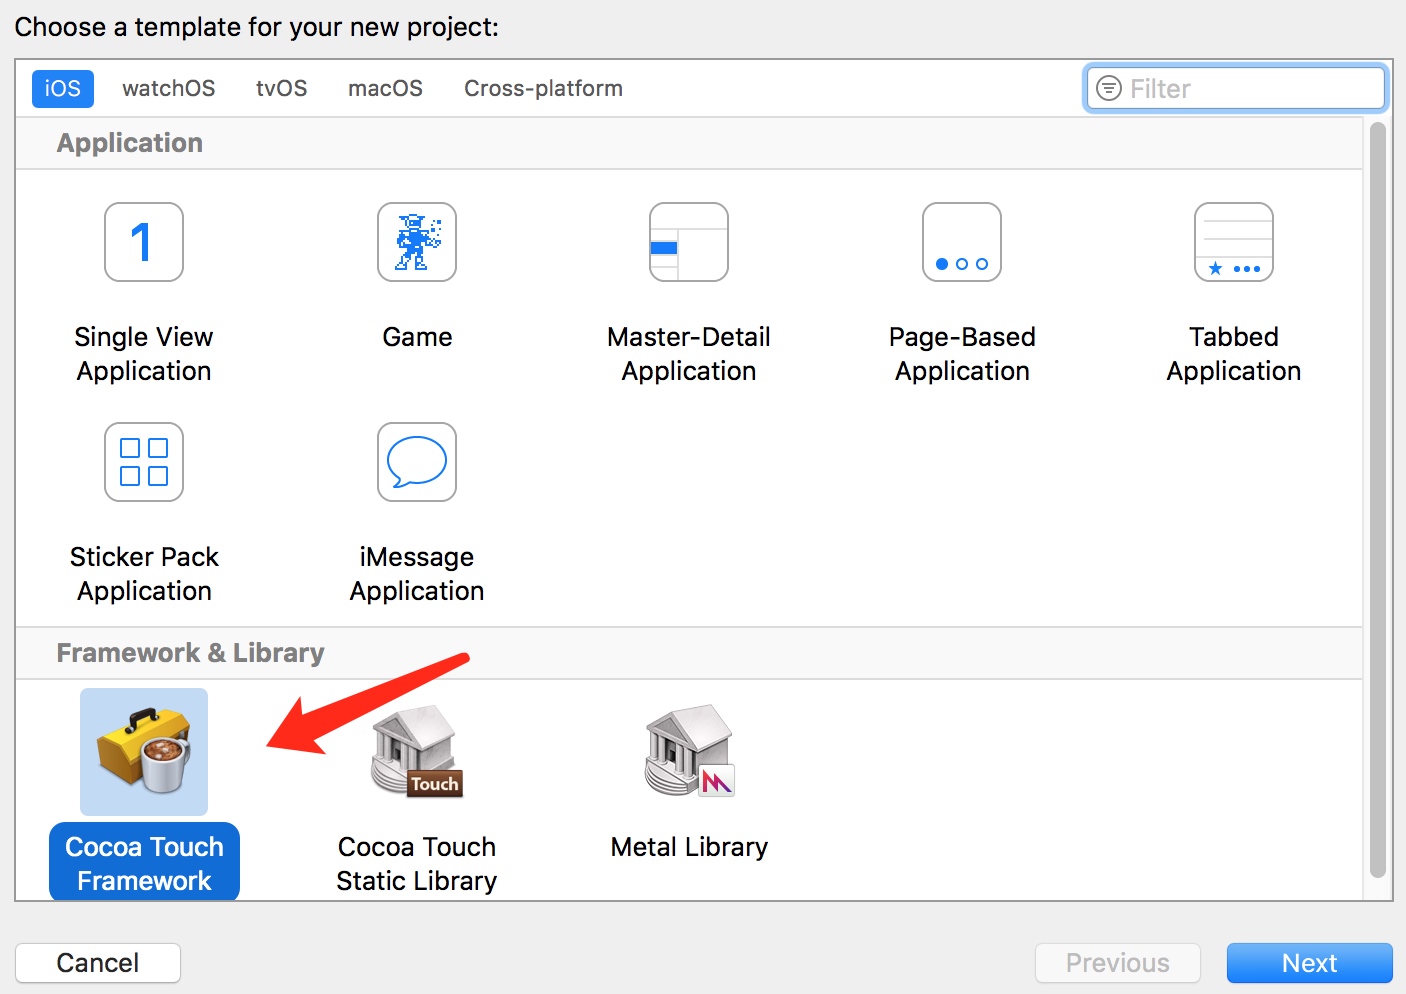 Choose a template for your new project:
iOS watchOS tvOS macOS Cross-platform Filter
Application
1
Single View Application
Game
Master-Detail Application
Page-Based Application
Tabbed Application
Sticker Pack Application
iMessage Application
Framework & Library
Touch
Cocoa Touch Framework
Cocoa Touch Static Library
Metal Library
Cancel Previous Next